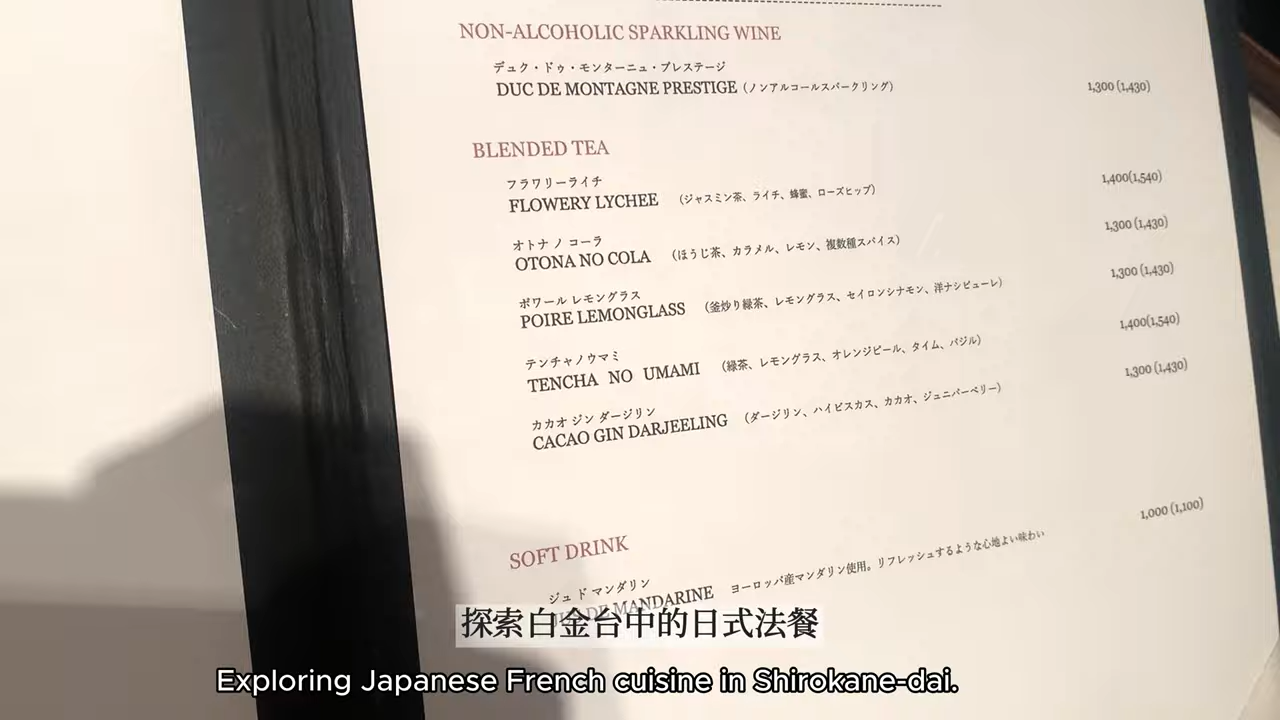 NON-ALCOHOLIC SPARKLING WINE
デュク・ドゥ・モンターニュ・プレステージ
DUC DE MONTAGNE PRESTIGE (ノンアルコールスパークリング) 1,300 (1,430)
BLENDED TEA
フラワリーライチ
FLOWERY LYCHEE (ジャスミン茶、ライチ、蜂蜜、ローズヒップ) 1,400(1,540)
オトナ ノ コーラ
OTONA NO COLA (ほうじ茶、カラメル、レモン、複数種スパイス) 1,300 (1,430)
ポワール レモングラス
POIRE LEMONGLASS (釜炒り緑茶、レモングラス、セイロンシナモン、洋ナシピューレ) 1,300 (1,430)
テンチャノウマミ
TENCHA NO UMAMI (緑茶、レモングラス、オレンジピール、タイム、バジル) 1,400(1,540)
カカオ ジン ダージリン
CACAO GIN DARJEELING (ダージリン、ハイビスカス、カカオ、ジュニパーベリー) 1,300 (1,430)
SOFT DRINK
ジュ ド マンダリン
DE MANDARINE ヨーロッパ産マンダリン使用。リフレッシュするような心地よい味わい 1,000 (1,100)
探索白金台中的日式法餐
Exploring Japanese French cuisine in Shirokane-dai.